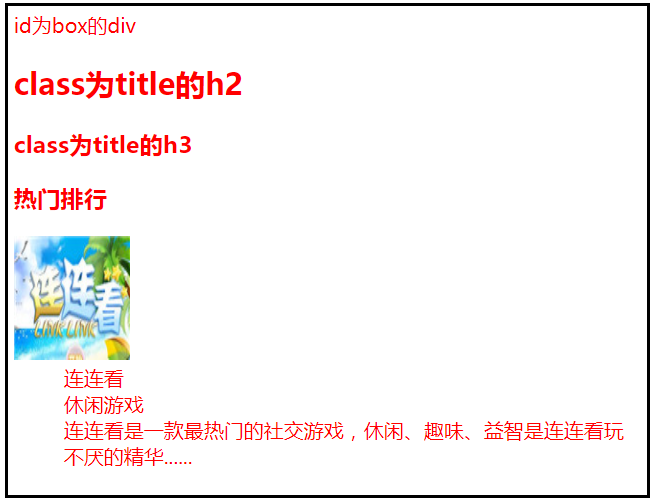 id为box的div
class为title的h2
class为title的h3
热门排行
连连看
LINK LINK
连连看
休闲游戏
连连看是一款最热门的社交游戏，休闲、趣味、益智是连连看玩
不厌的精华......